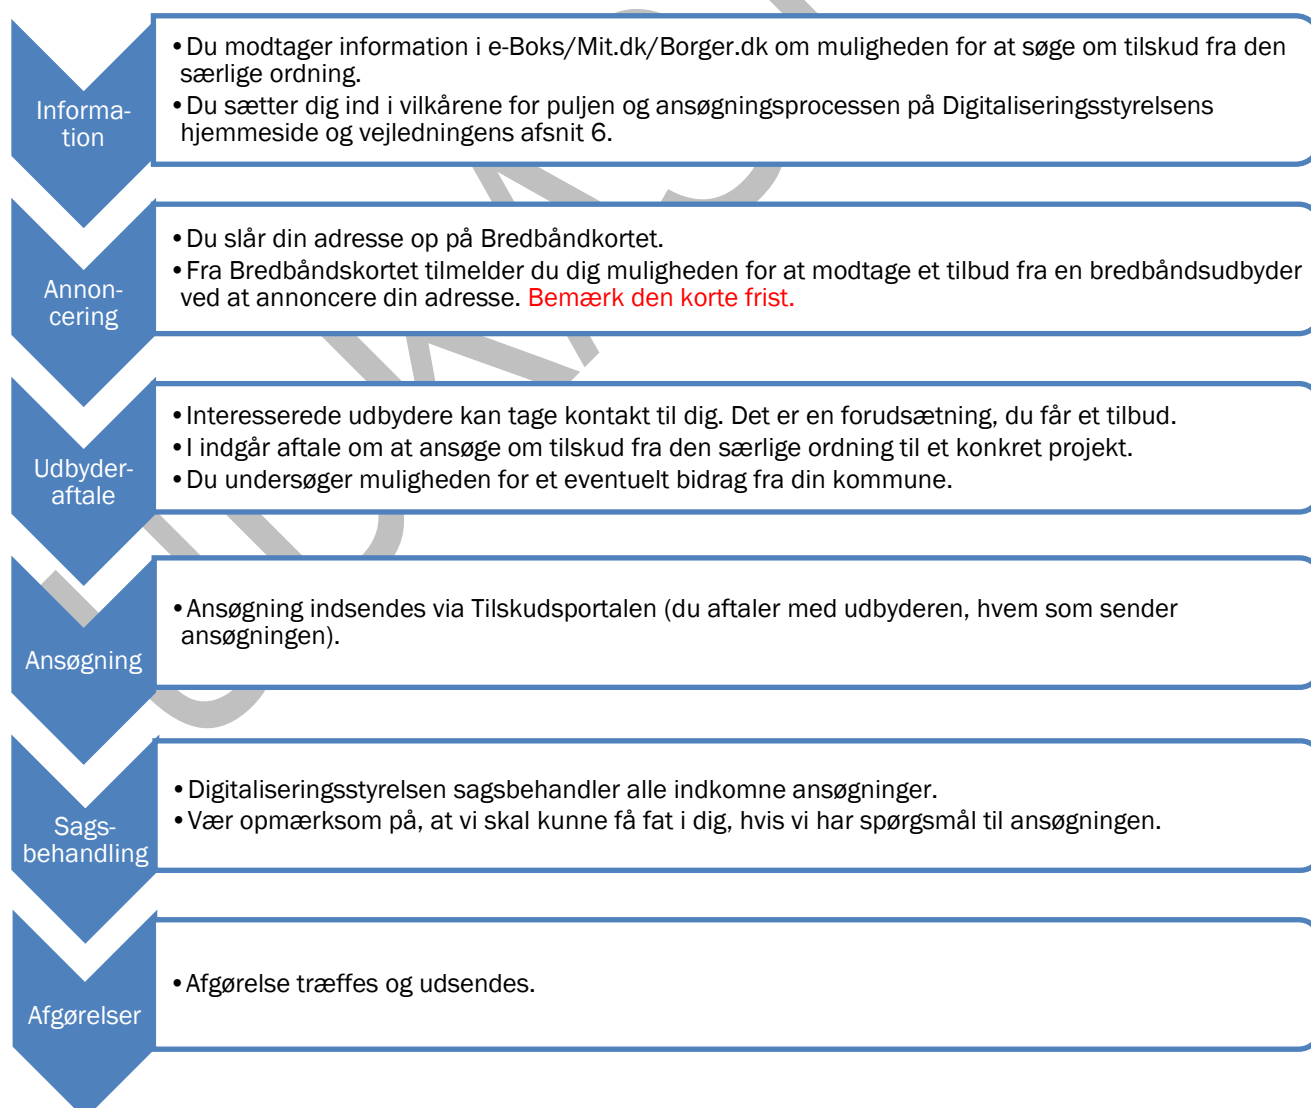 Informa-
tion
•Du modtager information i e-Boks/Mit.dk/Borger.dk om muligheden for at søge om tilskud fra den
særlige ordning.
•Du sætter dig ind i vilkårene for puljen og ansøgningsprocessen på Digitaliseringsstyrelsens
hjemmeside og vejledningens afsnit 6.
Annon-
cering
•Du slår din adresse op på Bredbåndkortet.
•Fra Bredbåndskortet tilmelder du dig muligheden for at modtage et tilbud fra en bredbåndsudbyder
ved at annoncere din adresse. Bemærk den korte frist.
Udbyder-
aftale
•Interesserede udbydere kan tage kontakt til dig. Det er en forudsætning, du får et tilbud.
•I indgår aftale om at ansøge om tilskud fra den særlige ordning til et konkret projekt.
•Du undersøger muligheden for et eventuelt bidrag fra din kommune.
Ansøgning
•Ansøgning indsendes via Tilskudsportalen (du aftaler med udbyderen, hvem som sender
ansøgningen).
Sags-
behandling
•Digitaliseringsstyrelsen sagsbehandler alle indkomne ansøgninger.
•Vær opmærksom på, at vi skal kunne få fat i dig, hvis vi har spørgsmål til ansøgningen.
Afgørelser
•Afgørelse træffes og udsendes.